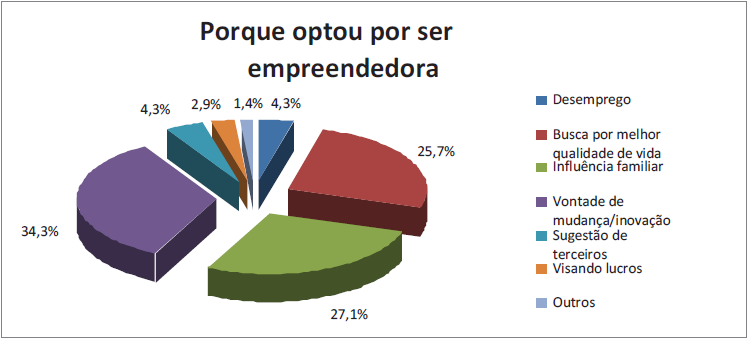 Porque optou por ser
empreendedora
4,3%
2,9%
1,4%
4,3%
25,7%
34,3%
27,1%
Desemprego
Busca por melhor
qualidade de vida
Influência familiar
Vontade de
mudança/inovação
Sugestão de
terceiros
Visando lucros
Outros